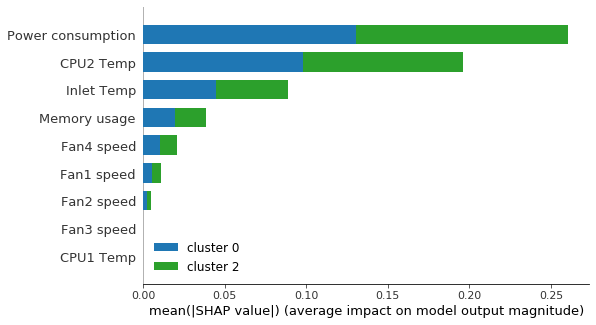 Power consumption
CPU2 Temp
Inlet Temp
Memory usage
Fan4 speed
Fan1 speed
Fan2 speed
Fan3 speed
CPU1 Temp
cluster 0
cluster 2
0.00 0.05 0.10 0.15 0.20 0.25
mean(|SHAP value|) (average impact on model output magnitude)